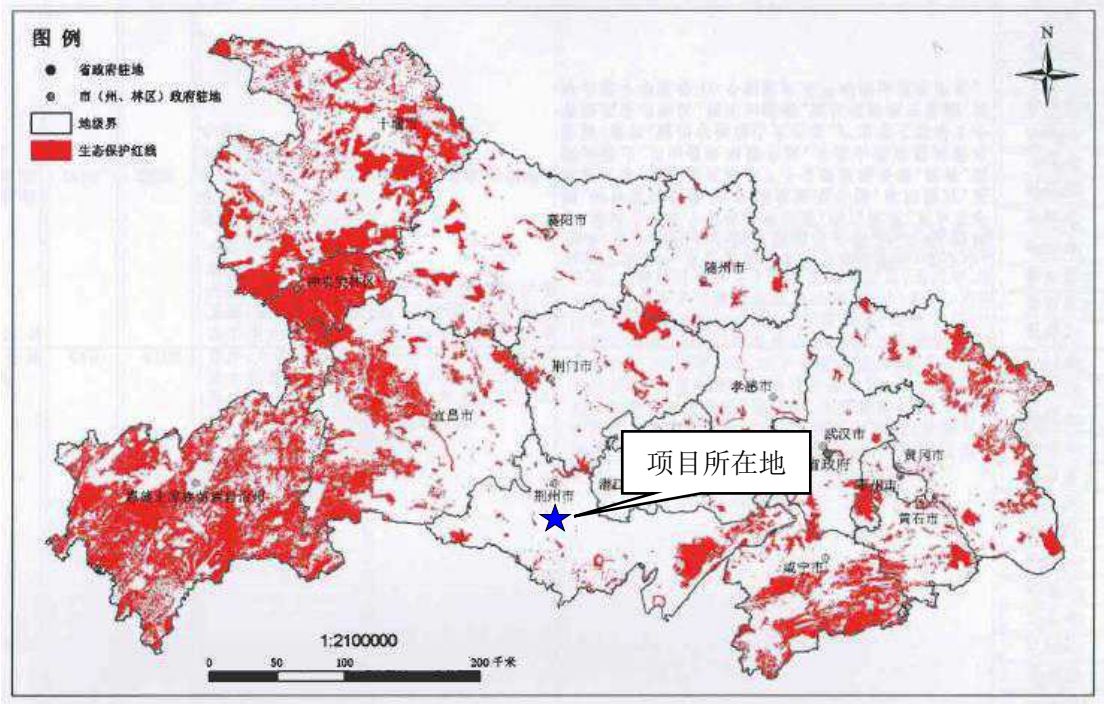 图 例
省政府驻地
市（州、林区）政府驻地
地级界
生态保护红线
N
十堰市
襄阳市
随州市
神农架林区
荆门市
孝感市
宜昌市
武汉市
省政府
黄冈市
项目所在地
恩施土家族苗族自治州
荆州市
潜江
鄂州市
黄石市
咸宁市
1:2100000
0 50 100 200 千米